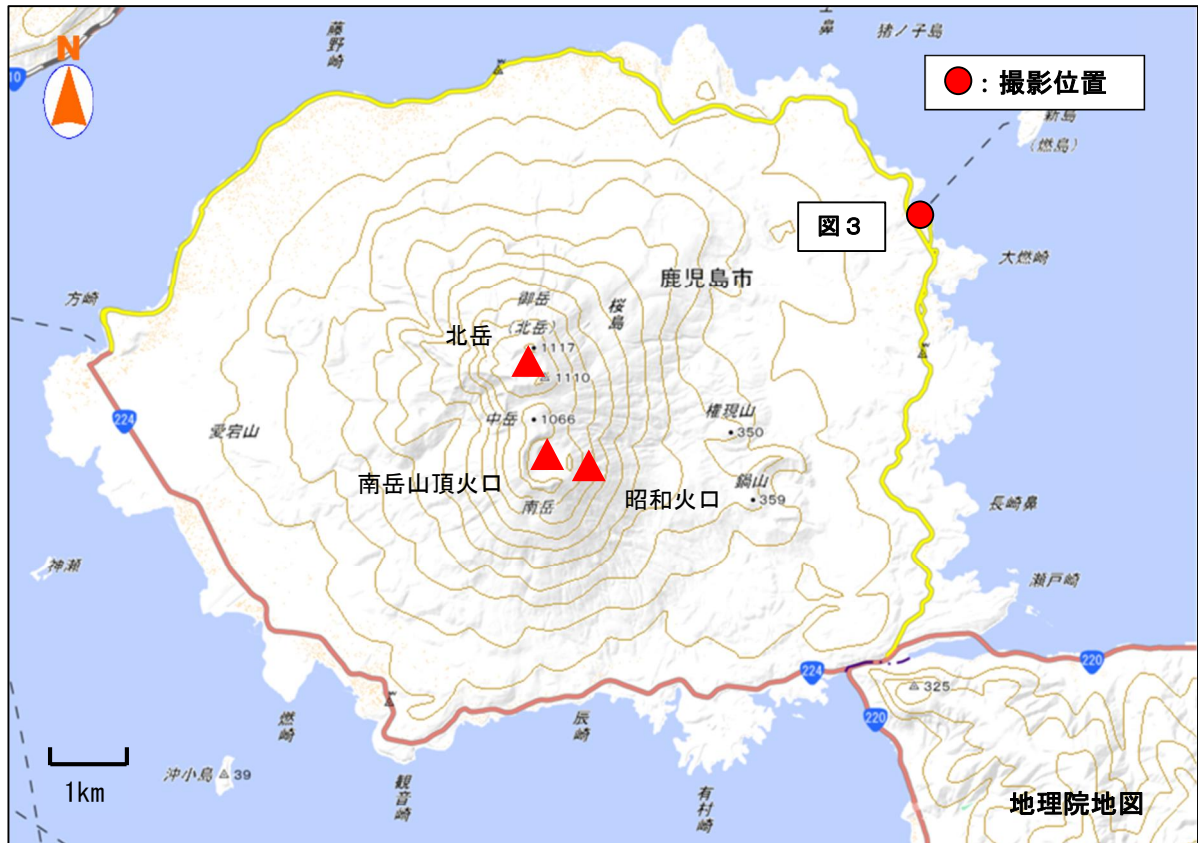 N
藤野崎
猪ノ子島
10
●：撮影位置
新島
(燃島)
図３
大燃崎
鹿児島市
方崎
御岳
(北岳)
桜島
北岳
1117
1110
224
愛宕山
中岳
1066
権現山
350
南岳山頂火口
昭和火口
鍋山
359
南岳
長崎鼻
神瀬
瀬戸崎
224
220
325
220
燃崎
辰崎
沖小島
39
観音崎
有村崎
1km
地理院地図